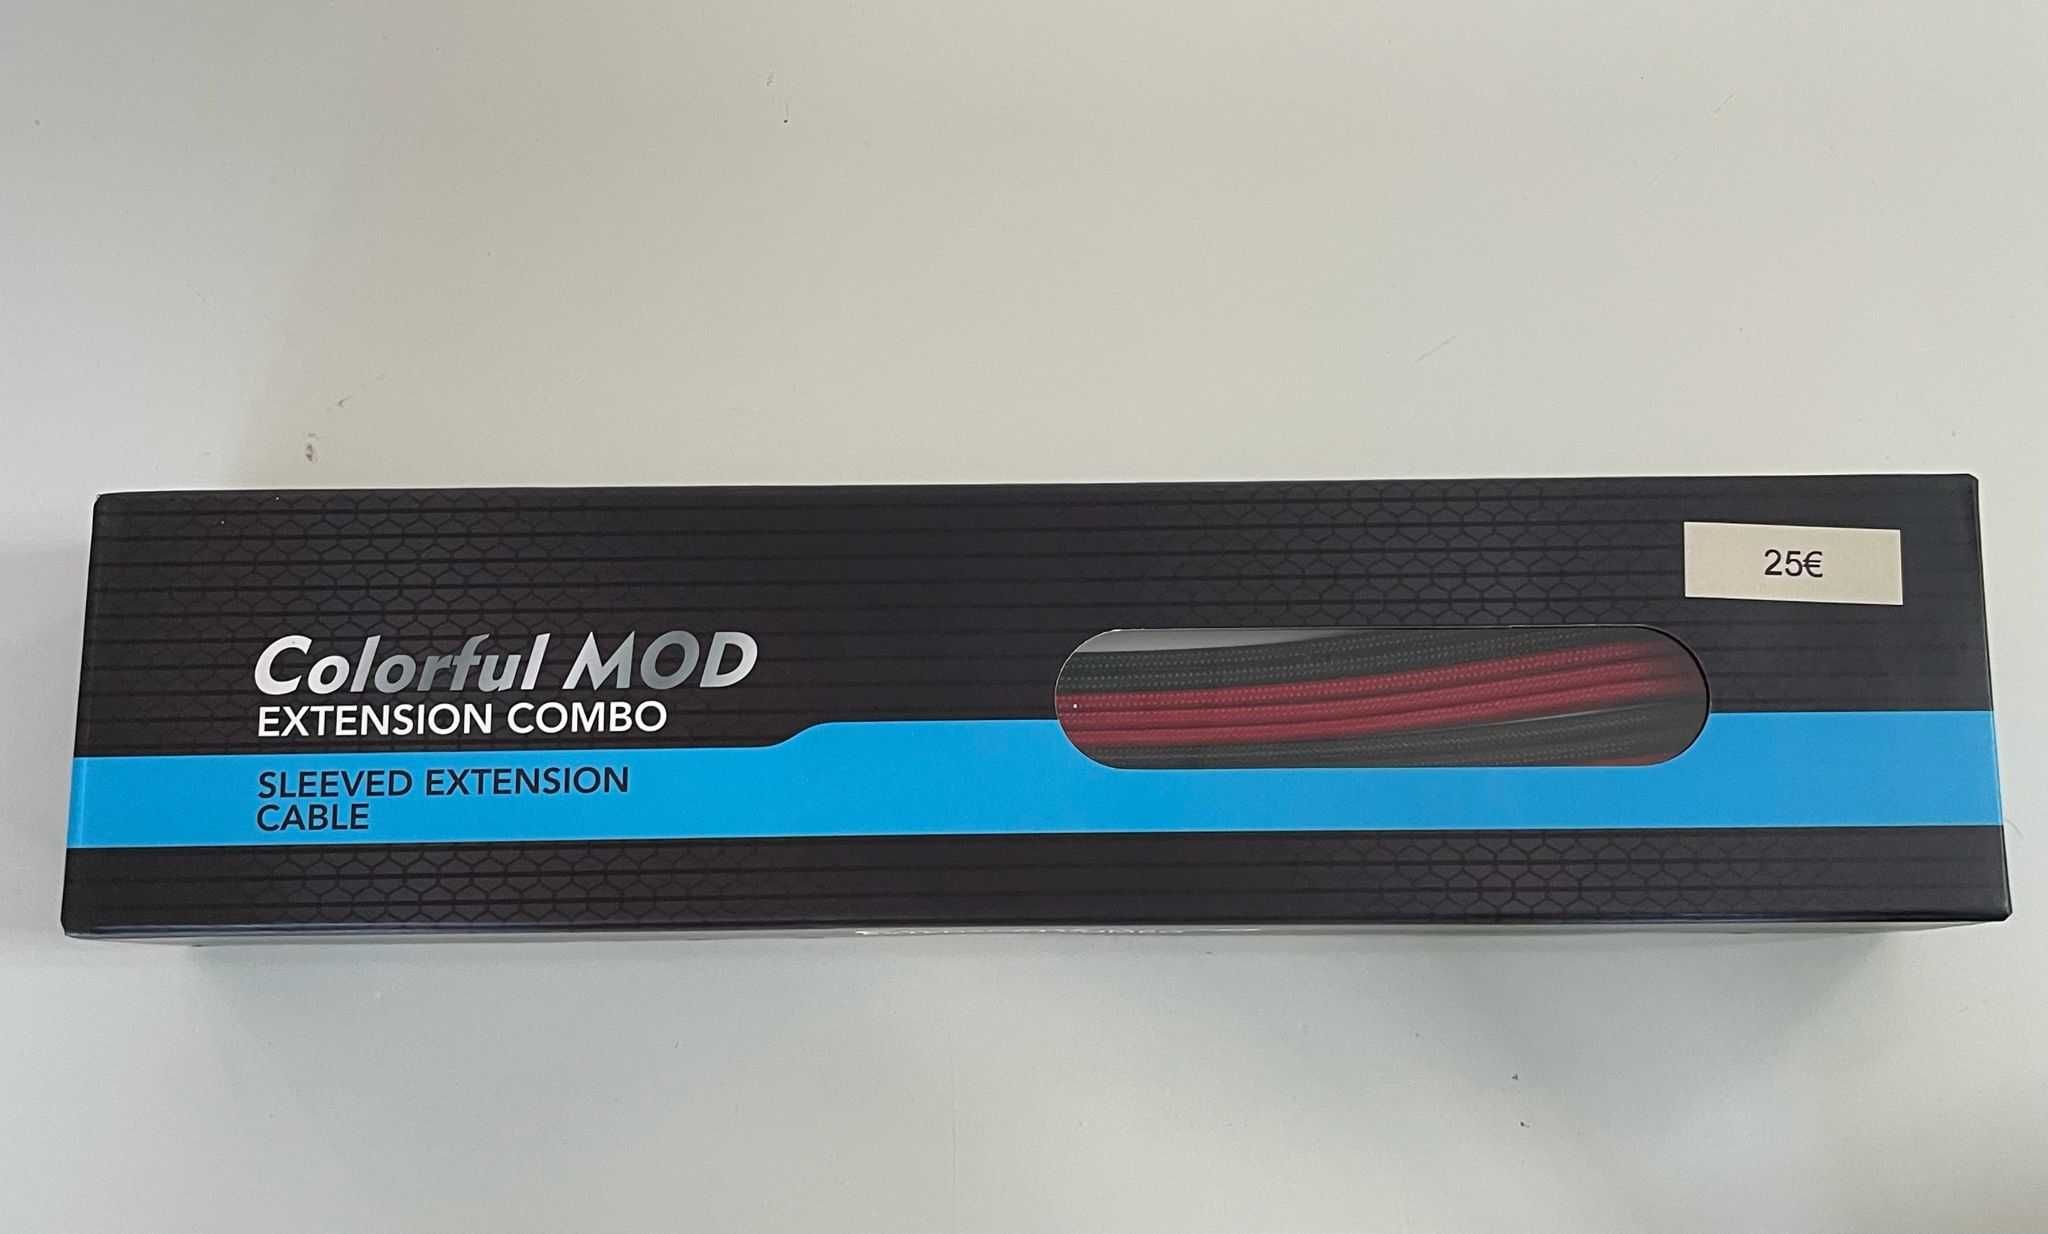 25€
Colorful MOD
EXTENSION COMBO
SLEEVED EXTENSION
CABLE